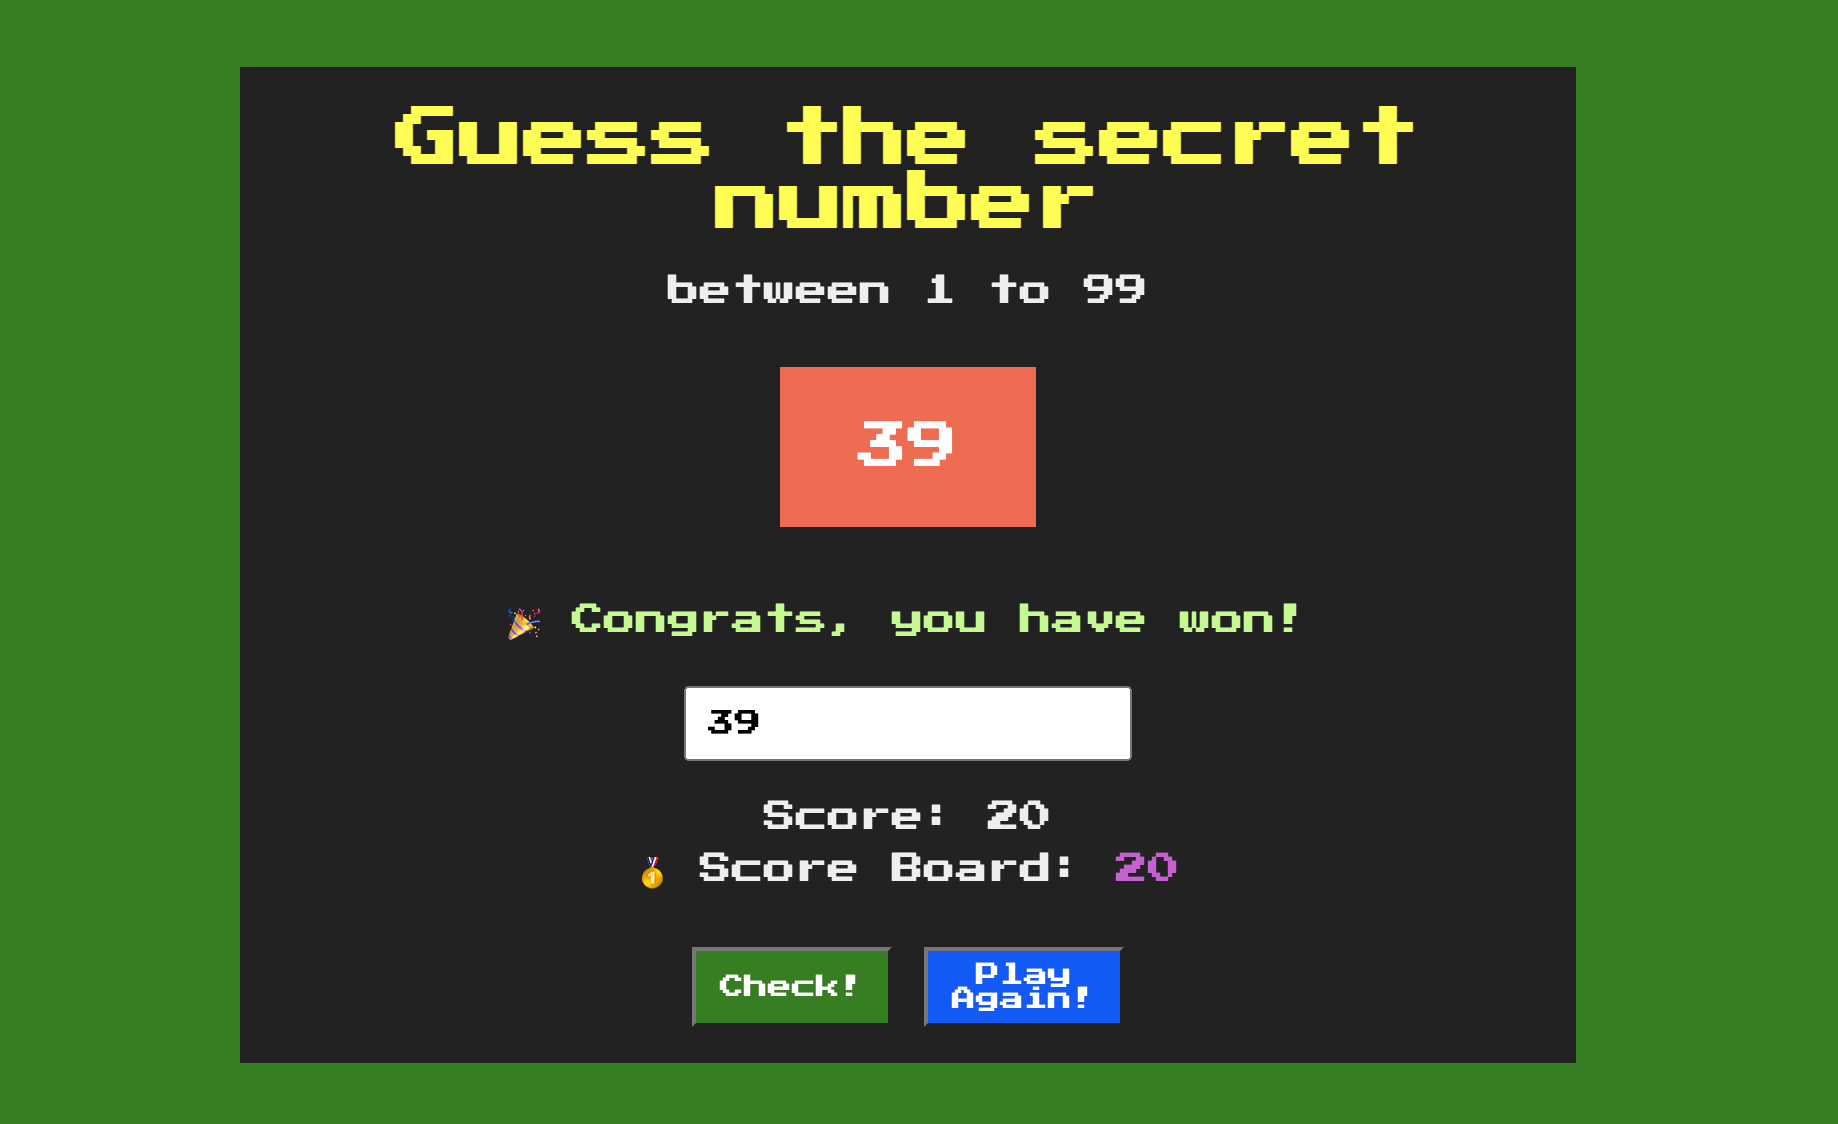 Guess the secret
number
between 1 to 99
39
🎉 Congrats, you have won!
39
Score: 20
🥇 Score Board: 20
Check!
Play
Again!